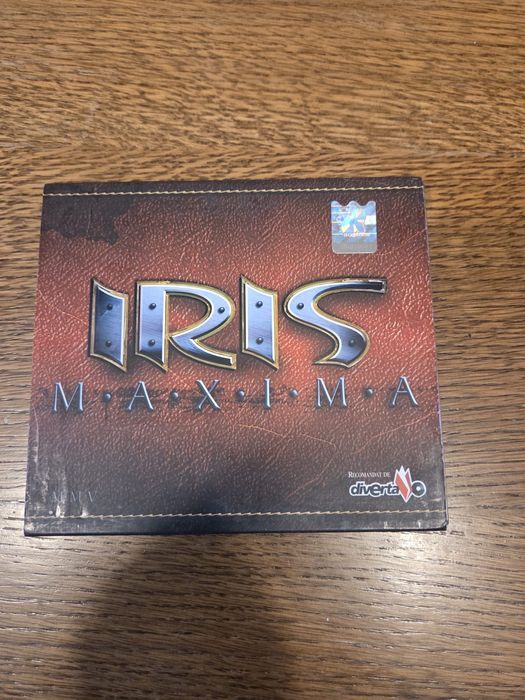 IRIS
M·A·X·I·M·A
RECOMANDAT DE
diverta
MMV